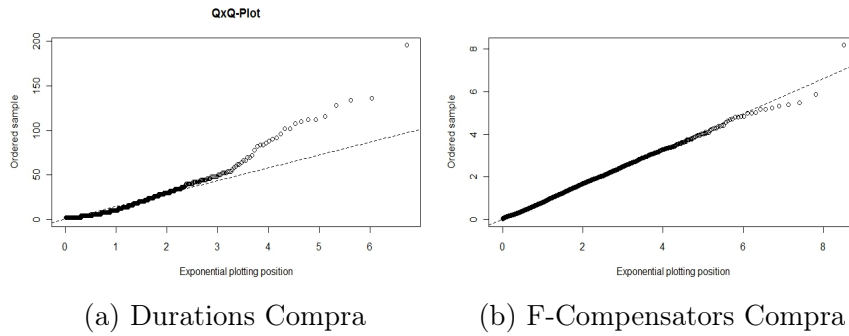 QxQ-Plot
Ordered sample
200
150
100
50
0
0 1 2 3 4 5 6
Exponential plotting position
Ordered sample
8
6
4
2
0
0 2 4 6 8
Exponential plotting position
(a) Durations Compra
(b) F-Compensators Compra